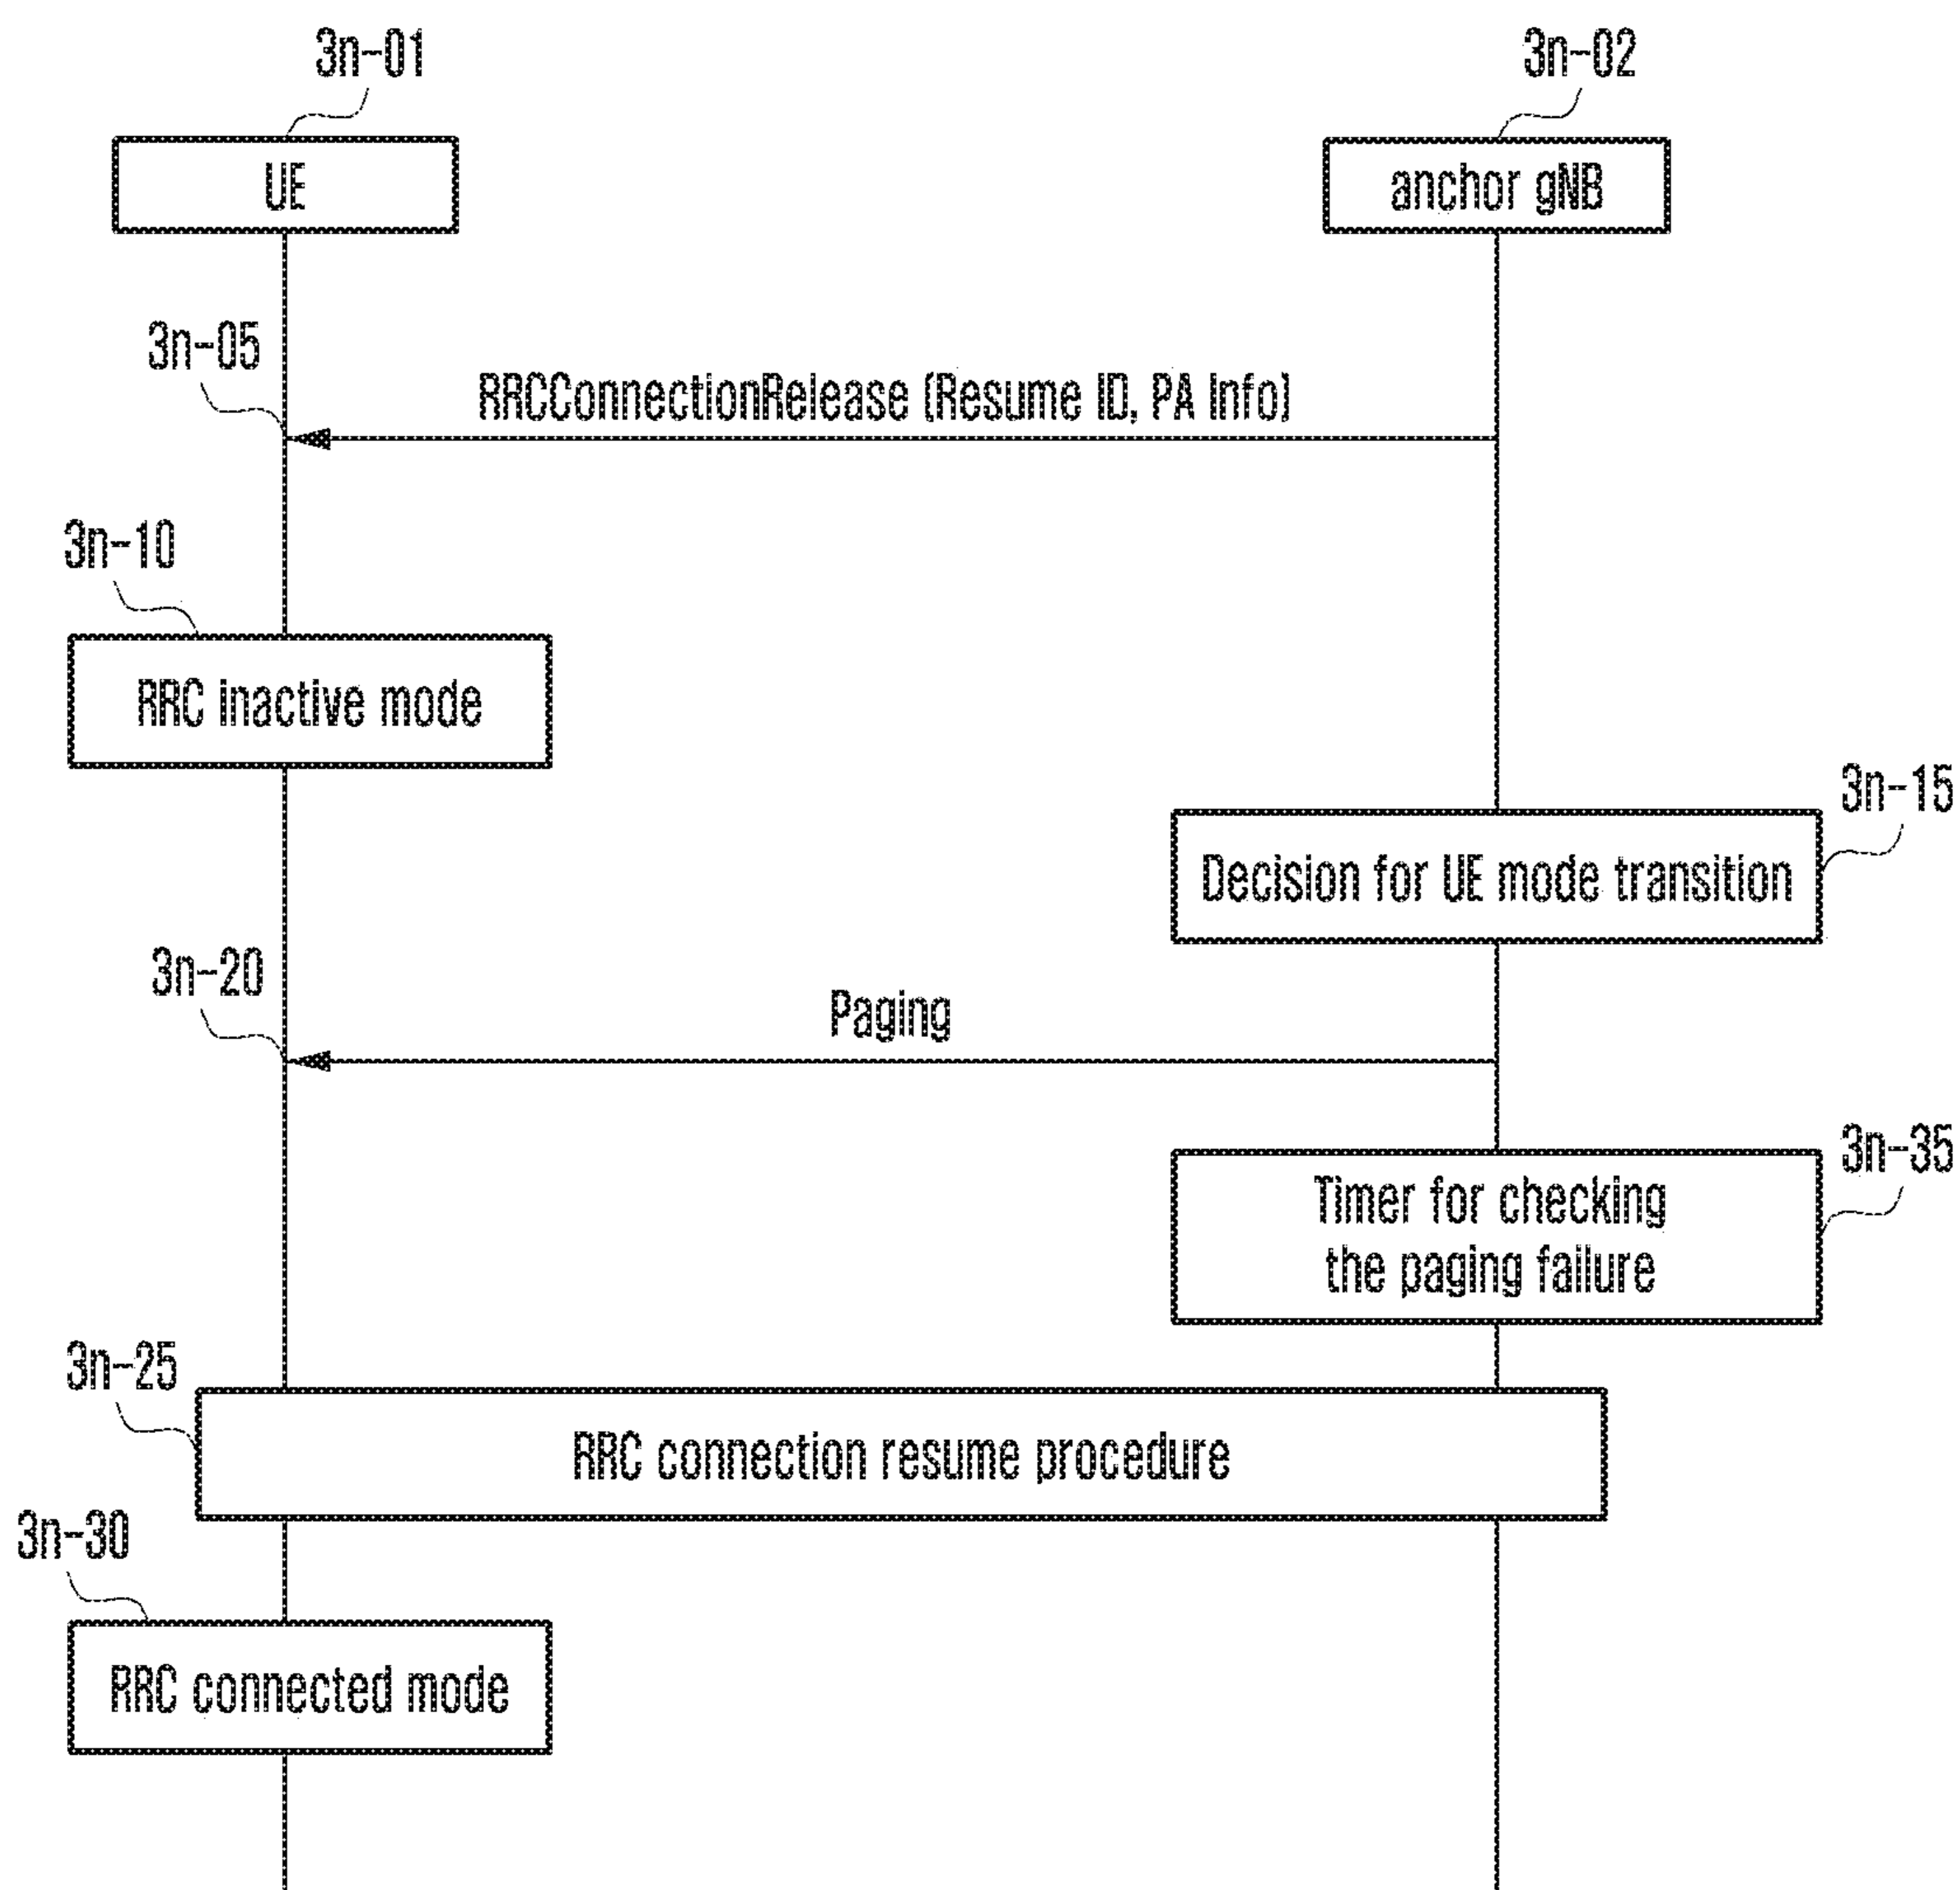 3n-01
3n-02
UE
anchor gNB
3n-05
RRCConnectionRelease (Resume ID, PA Info)
3n-10
RRC inactive mode
3n-15
Decision for UE mode transition
3n-20
Paging
3n-35
Timer for checking
the paging failure
3n-25
RRC connection resume procedure
3n-30
RRC connected mode